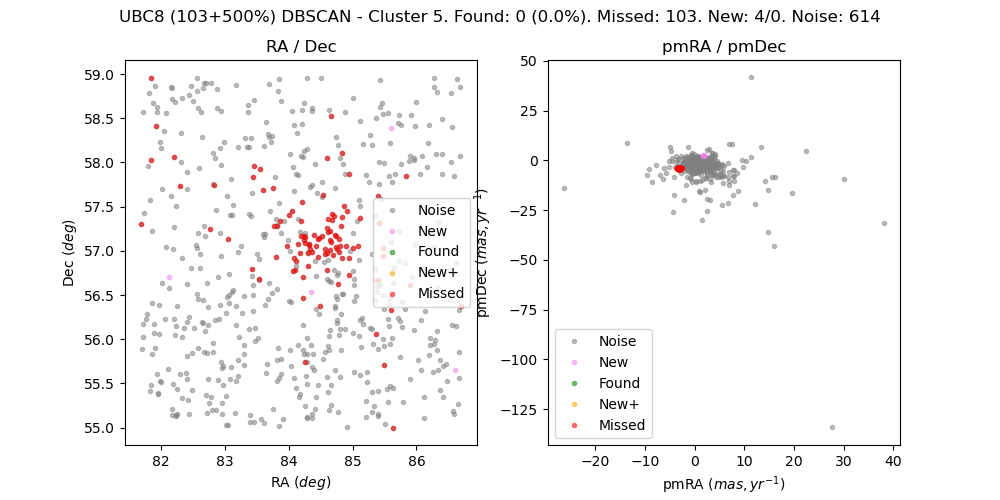 UBC8 (103+500%) DBSCAN - Cluster 5. Found: 0 (0.0%). Missed: 103. New: 4/0. Noise: 614
RA / Dec
59.0
58.5
58.0
57.5
57.0
56.5
56.0
55.5
55.0
Dec (deg)
82
83
84
85
86
RA (deg)
Noise
New
Found
New+
Missed
pmRA / pmDec
50
25
0
−25
−50
−75
−100
−125
pmDec (mas, yr⁻¹)
−20
−10
0
10
20
30
40
pmRA (mas, yr⁻¹)
Noise
New
Found
New+
Missed